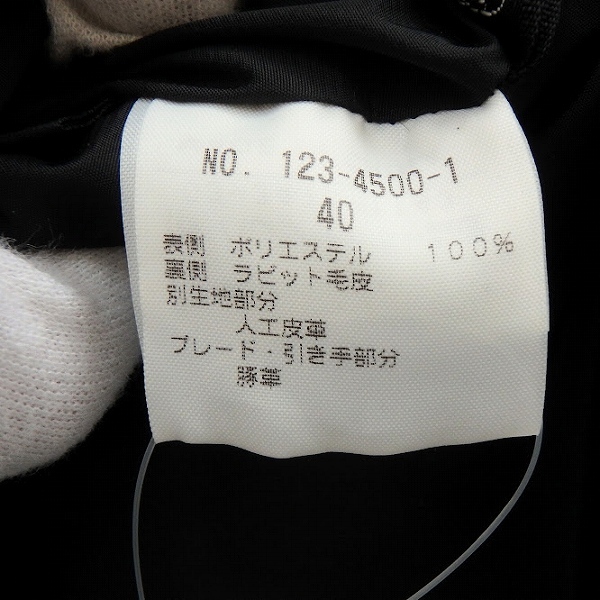 NO. 123-4500-1
40
表側 ポリエステル 100%
裏側 ラビット毛皮
別生地部分
人工皮革
ブレード・引き手部分
豚革